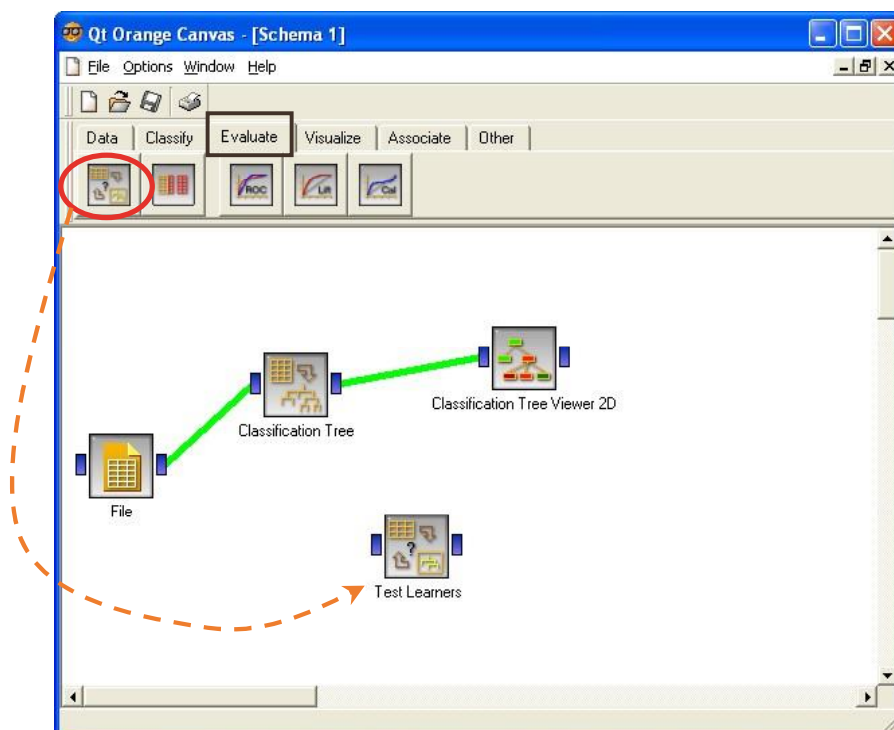 Qt Orange Canvas - [Schema 1]
File Options Window Help
Data Classify Evaluate Visualize Associate Other
? ROC Lift Cal
Classification Tree Viewer 2D
Classification Tree
File
?
Test Learners